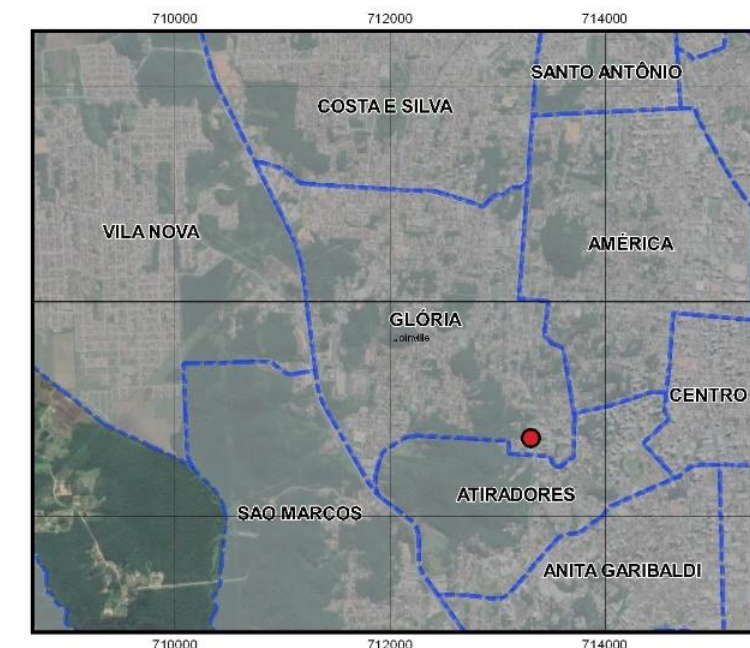 710000 712000 714000
SANTO ANTÔNIO
COSTA E SILVA
VILA NOVA
AMÉRICA
GLÓRIA
Joinville
CENTRO
ATIRADORES
SAO MARCOS
ANITA GARIBALDI
710000 712000 714000